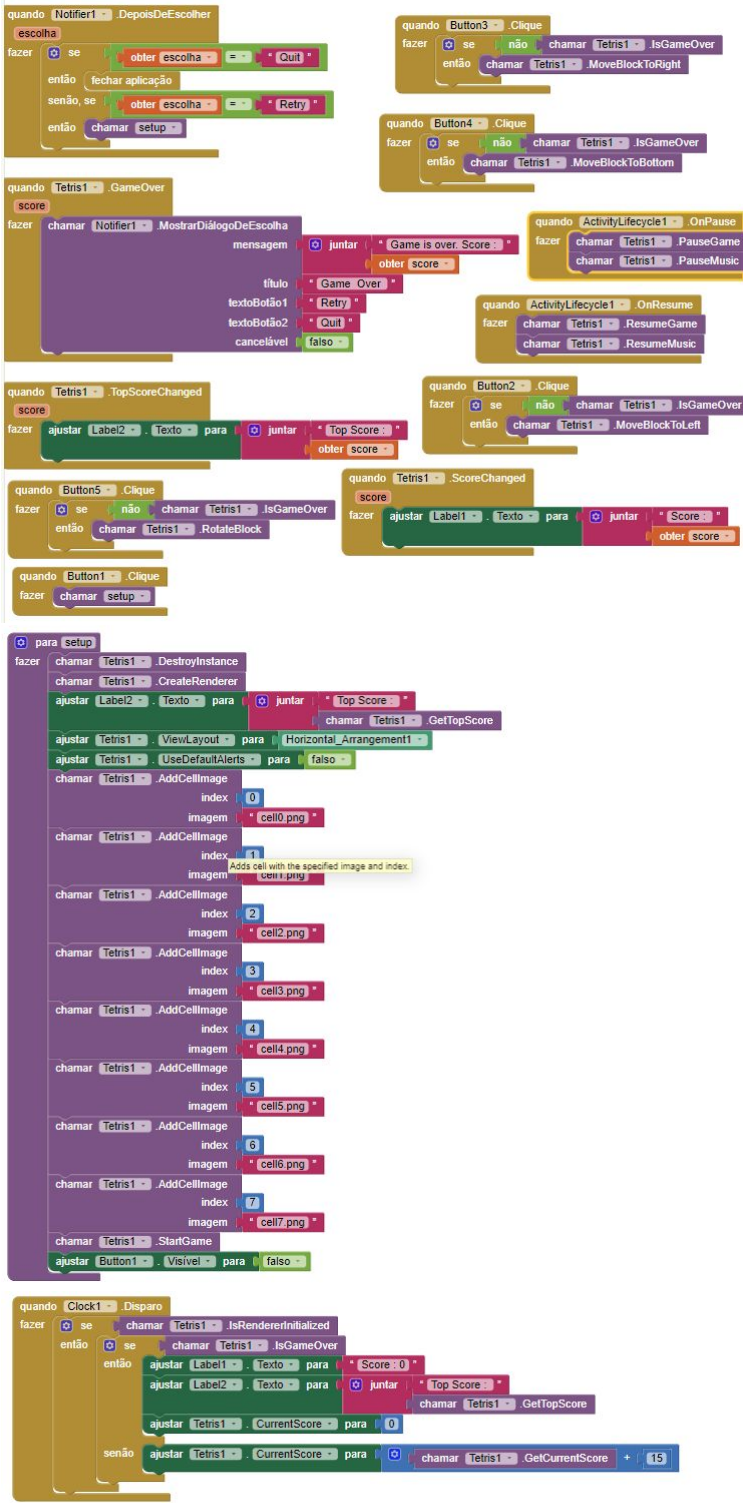 quando Notifier1 .DepoisDeEscolher
escolha
fazer se obter escolha = " Quit "
então fechar aplicação
senão, se obter escolha = " Retry "
então chamar setup
quando Button3 .Clique
fazer se não chamar Tetris1 .IsGameOver
então chamar Tetris1 .MoveBlockToRight
quando Button4 .Clique
fazer se não chamar Tetris1 .IsGameOver
então chamar Tetris1 .MoveBlockToBottom
quando Tetris1 .GameOver
score
fazer chamar Notifier1 .MostrarDiálogoDeEscolha
mensagem juntar " Game is over. Score : "
obter score
título " Game Over "
textoBotão1 " Retry "
textoBotão2 " Quit "
cancelável falso
quando ActivityLifecycle1 .OnPause
fazer chamar Tetris1 .PauseGame
chamar Tetris1 .PauseMusic
quando ActivityLifecycle1 .OnResume
fazer chamar Tetris1 .ResumeGame
chamar Tetris1 .ResumeMusic
quando Tetris1 .TopScoreChanged
score
fazer ajustar Label2 . Texto para juntar " Top Score : "
obter score
quando Button2 .Clique
fazer se não chamar Tetris1 .IsGameOver
então chamar Tetris1 .MoveBlockToLeft
quando Button5 .Clique
fazer se não chamar Tetris1 .IsGameOver
então chamar Tetris1 .RotateBlock
quando Tetris1 .ScoreChanged
score
fazer ajustar Label1 . Texto para juntar " Score : "
obter score
quando Button1 .Clique
fazer chamar setup
para setup
fazer chamar Tetris1 .DestroyInstance
chamar Tetris1 .CreateRenderer
ajustar Label2 . Texto para juntar " Top Score : "
chamar Tetris1 .GetTopScore
ajustar Tetris1 . ViewLayout para Horizontal_Arrangement1
ajustar Tetris1 . UseDefaultAlerts para falso
chamar Tetris1 .AddCellImage
index 0
imagem " cell0.png "
chamar Tetris1 .AddCellImage
index 1
Adds cell with the specified image and index.
imagem " cell1.png "
chamar Tetris1 .AddCellImage
index 2
imagem " cell2.png "
chamar Tetris1 .AddCellImage
index 3
imagem " cell3.png "
chamar Tetris1 .AddCellImage
index 4
imagem " cell4.png "
chamar Tetris1 .AddCellImage
index 5
imagem " cell5.png "
chamar Tetris1 .AddCellImage
index 6
imagem " cell6.png "
chamar Tetris1 .AddCellImage
index 7
imagem " cell7.png "
chamar Tetris1 .StartGame
ajustar Button1 . Visível para falso
quando Clock1 .Disparo
fazer se chamar Tetris1 .IsRendererInitialized
então se chamar Tetris1 .IsGameOver
então ajustar Label1 . Texto para " Score : 0 "
ajustar Label2 . Texto para juntar " Top Score : "
chamar Tetris1 .GetTopScore
ajustar Tetris1 . CurrentScore para 0
senão ajustar Tetris1 . CurrentScore para chamar Tetris1 .GetCurrentScore + 15